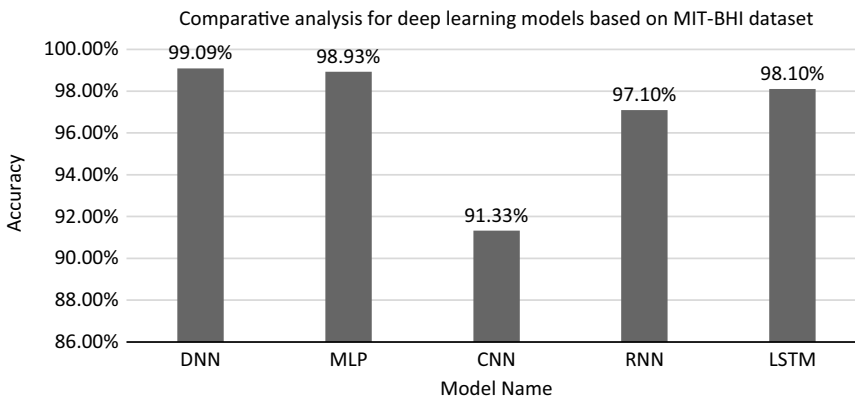 Comparative analysis for deep learning models based on MIT-BHI dataset
100.00%
98.00%
96.00%
94.00%
92.00%
90.00%
88.00%
86.00%
Accuracy
99.09%
98.93%
91.33%
97.10%
98.10%
DNN
MLP
CNN
RNN
LSTM
Model Name